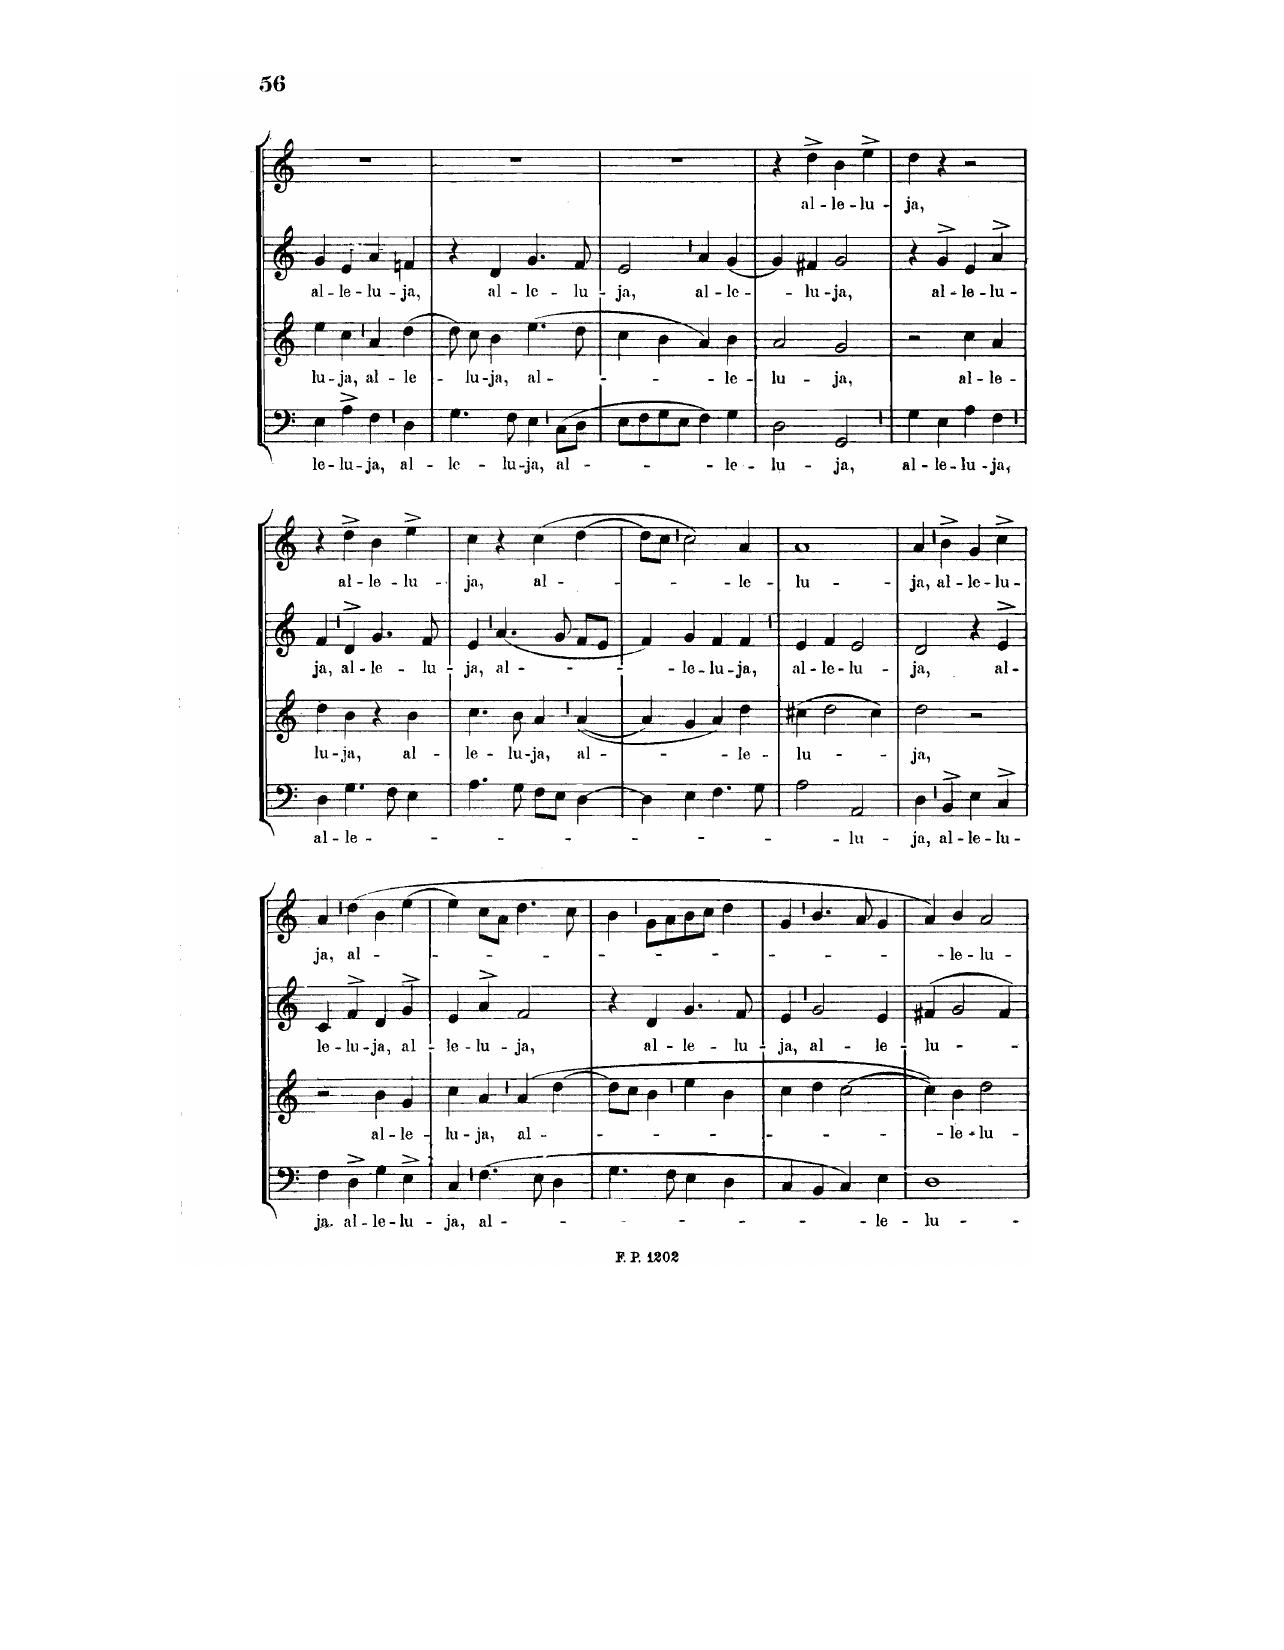 56
al - le - lu - ja,
al - le - lu - ja, al - le - lu - ja, al - le - lu - ja, al - le - lu -
lu - ja, al - le - lu - ja, al - le - lu - ja, al - le -
le - lu - ja, al - le - lu - ja, al - le - lu - ja, al - le - lu - ja,
al - le - lu - ja, al - le - lu - ja, al - le - lu -
ja, al - le - lu - ja, al - le - lu - ja, al - le - lu - ja, al -
lu - ja, al - le - lu - ja, al - le - lu - ja,
al - le - lu - ja, al - le - lu -
ja, al - le - lu -
le - lu - ja, al - le - lu - ja, al - le - lu - ja, al - le - lu -
al - le - lu - ja, al - le - lu -
ja. al - le - lu - ja, al - le - lu -
F. P. 1202